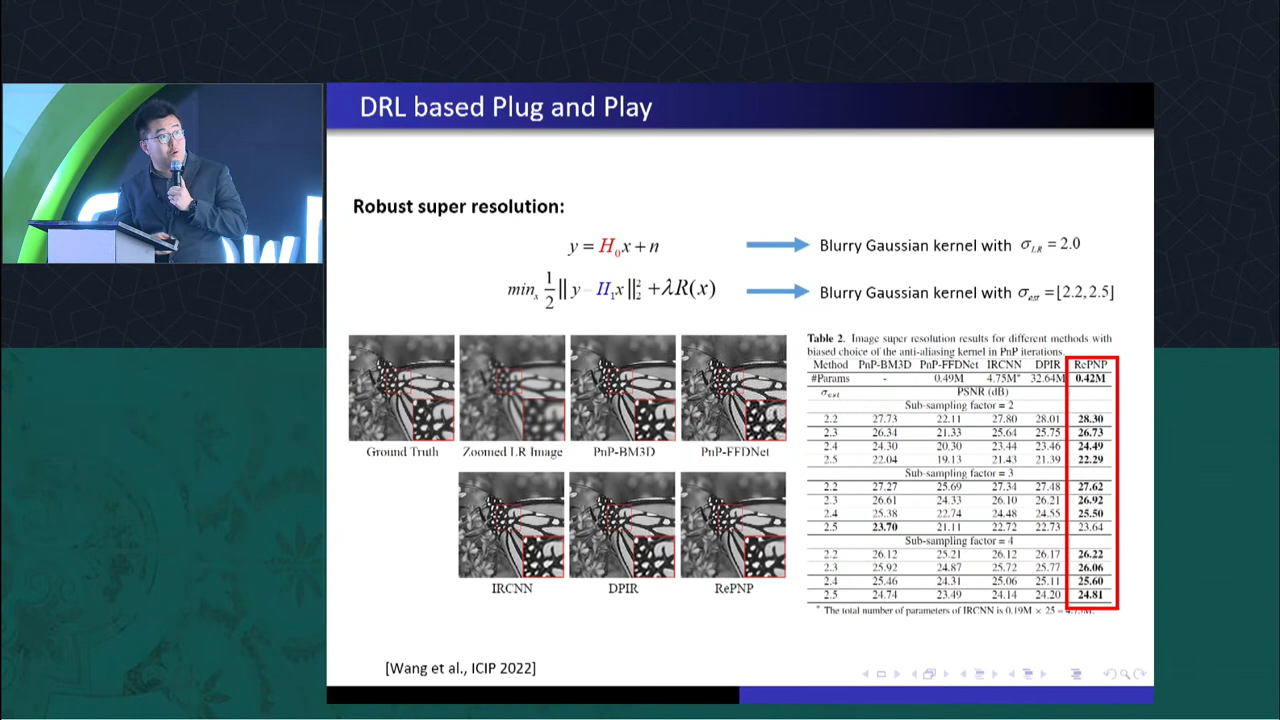 DRL based Plug and Play
Robust super resolution:
y = H₀x + n
Blurry Gaussian kernel with σ_LR = 2.0
min_x 1/2 || y − H₁x ||₂² + λR(x)
Blurry Gaussian kernel with σ_est = [2.2, 2.5]
Ground Truth Zoomed LR Image PnP-BM3D PnP-FFDNet
IRCNN DPIR RePNP
Table 2. Image super resolution results for different methods with
biased choice of the anti-aliasing kernel in PnP iterations.
Method PnP-BM3D PnP-FFDNet IRCNN DPIR RePNP
#Params - 0.49M 4.75M* 32.64M 0.42M
σ_est PSNR (dB)
Sub-sampling factor = 2
2.2 27.73 22.11 27.80 28.01 28.30
2.3 26.34 21.33 25.64 25.75 26.73
2.4 24.30 20.30 23.44 23.46 24.49
2.5 22.04 19.13 21.43 21.39 22.29
Sub-sampling factor = 3
2.2 27.27 25.69 27.34 27.48 27.62
2.3 26.61 24.33 26.10 26.21 26.92
2.4 25.38 22.74 24.48 24.55 25.50
2.5 23.70 21.11 22.72 22.73 23.64
Sub-sampling factor = 4
2.2 26.12 25.21 26.12 26.17 26.22
2.3 25.92 24.87 25.72 25.77 26.06
2.4 25.46 24.31 25.06 25.11 25.60
2.5 24.74 23.49 24.14 24.20 24.81
* The total number of parameters of IRCNN is 0.19M × 25 =
[Wang et al., ICIP 2022]